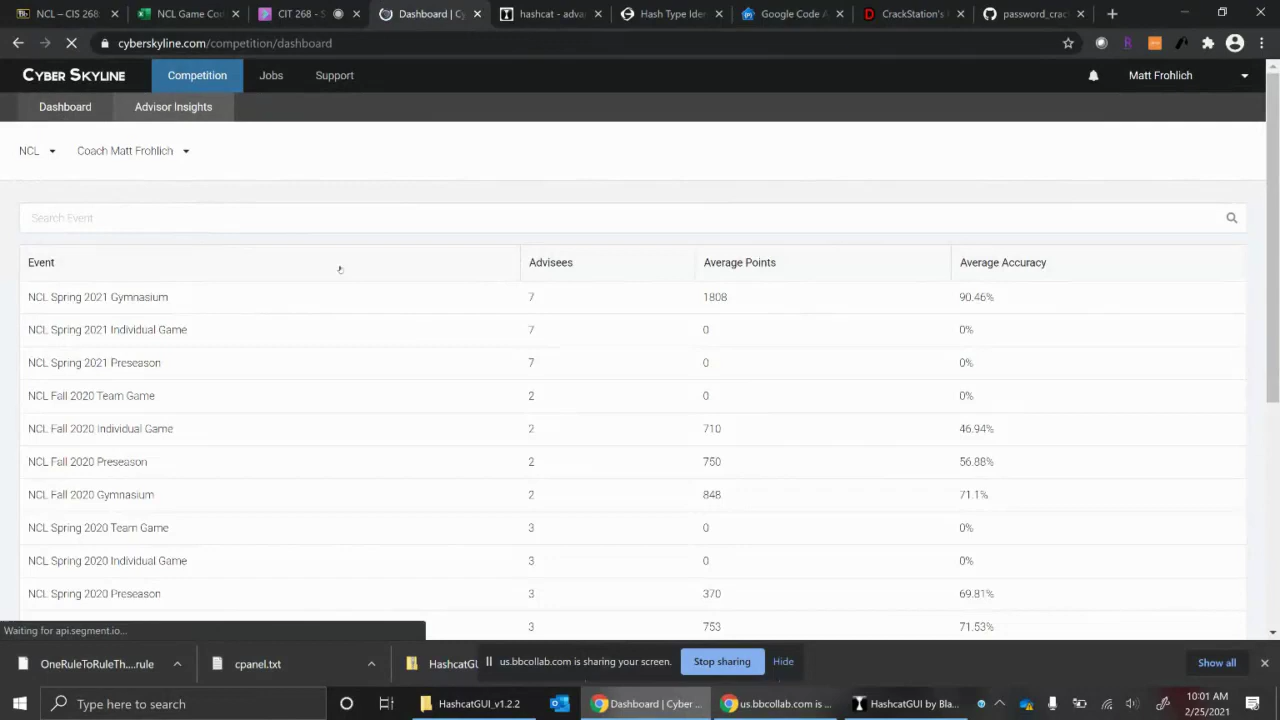 NCL – CIS 268
NCL Game Cod
CIT 268 - S
Dashboard | Cy
hashcat - adva
Hash Type Ide
Google Code A
CrackStation's H
password_crac
cyberskyline.com/competition/dashboard
CYBER SKYLINE
Competition
Jobs
Support
Matt Frohlich
Dashboard
Advisor Insights
NCL
Coach Matt Frohlich
Search Event
Event Advisees Average Points Average Accuracy
NCL Spring 2021 Gymnasium 7 1808 90.46%
NCL Spring 2021 Individual Game 7 0 0%
NCL Spring 2021 Preseason 7 0 0%
NCL Fall 2020 Team Game 2 0 0%
NCL Fall 2020 Individual Game 2 710 46.94%
NCL Fall 2020 Preseason 2 750 56.88%
NCL Fall 2020 Gymnasium 2 848 71.1%
NCL Spring 2020 Team Game 3 0 0%
NCL Spring 2020 Individual Game 3 0 0%
NCL Spring 2020 Preseason 3 370 69.81%
3 753 71.53%
Waiting for api.segment.io...
OneRuleToRuleTh....rule
cpanel.txt
HashcatGU
us.bbcollab.com is sharing your screen.
Stop sharing
Hide
Show all
Type here to search
HashcatGUI_v1.2.2
Dashboard | Cyber ...
us.bbcollab.com is ...
HashcatGUI by Bla...
10:01 AM
2/25/2021